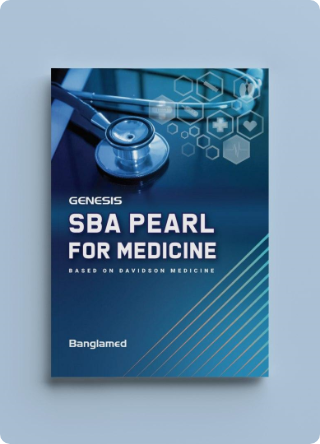 GENESIS
SBA PEARL
FOR MEDICINE
BASED ON DAVIDSON MEDICINE
Banglamed